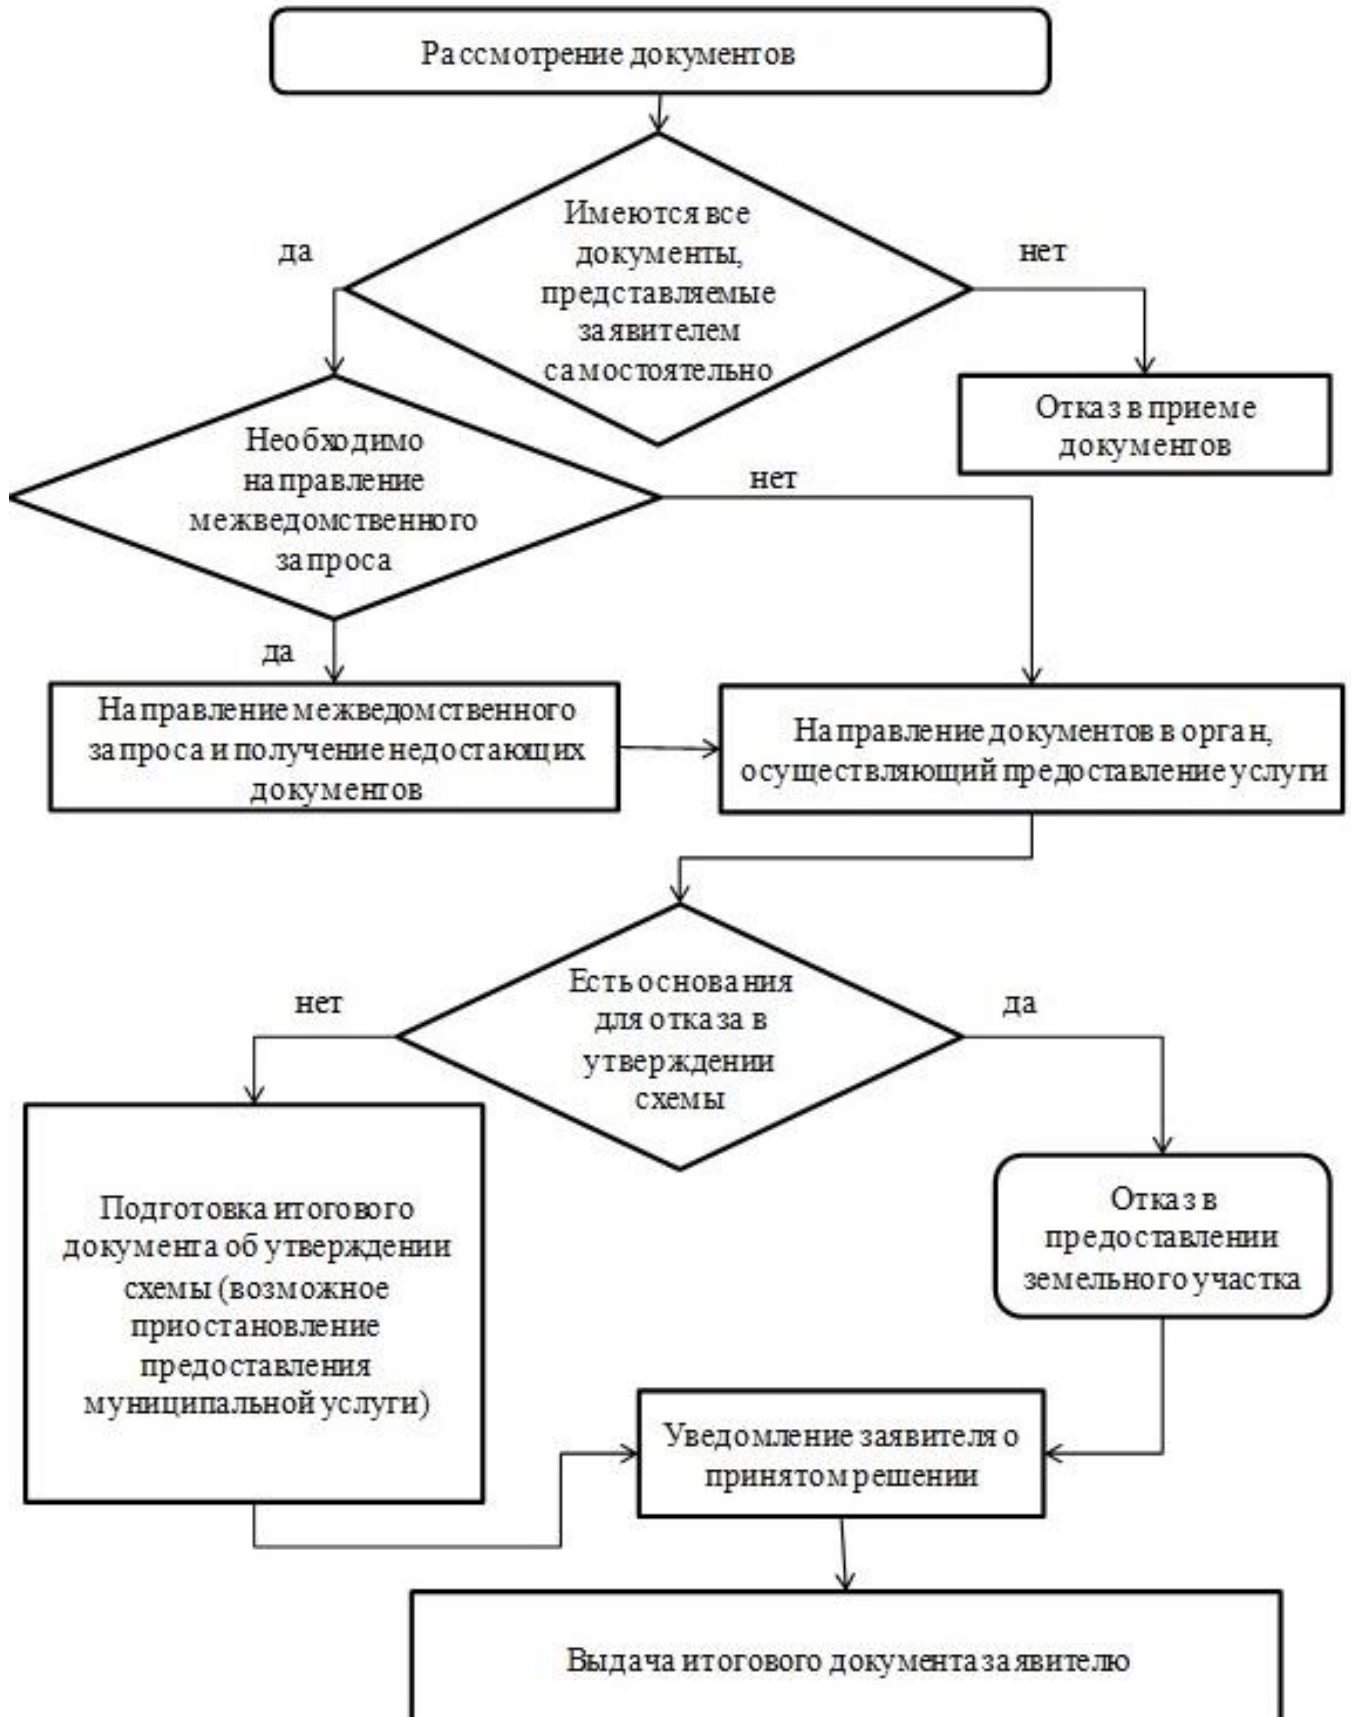 Рассмотрение документов
Имеются все
документы,
представляемые
заявителем
самостоятельно
да
нет
Отказ в приеме
документов
Необходимо
направление
межведомственного
запроса
нет
да
Направление межведомственного
запроса и получение недостающих
документов
Направление документов в орган,
осуществляющий предоставление услуги
Есть основания
для отказа в
утверждении
схемы
нет
да
Подготовка итогового
документа об утверждении
схемы (возможное
приостановление
предоставления
муниципальной услуги)
Отказ в
предоставлении
земельного участка
Уведомление заявителя о
принятом решении
Выдача итогового документа заявителю